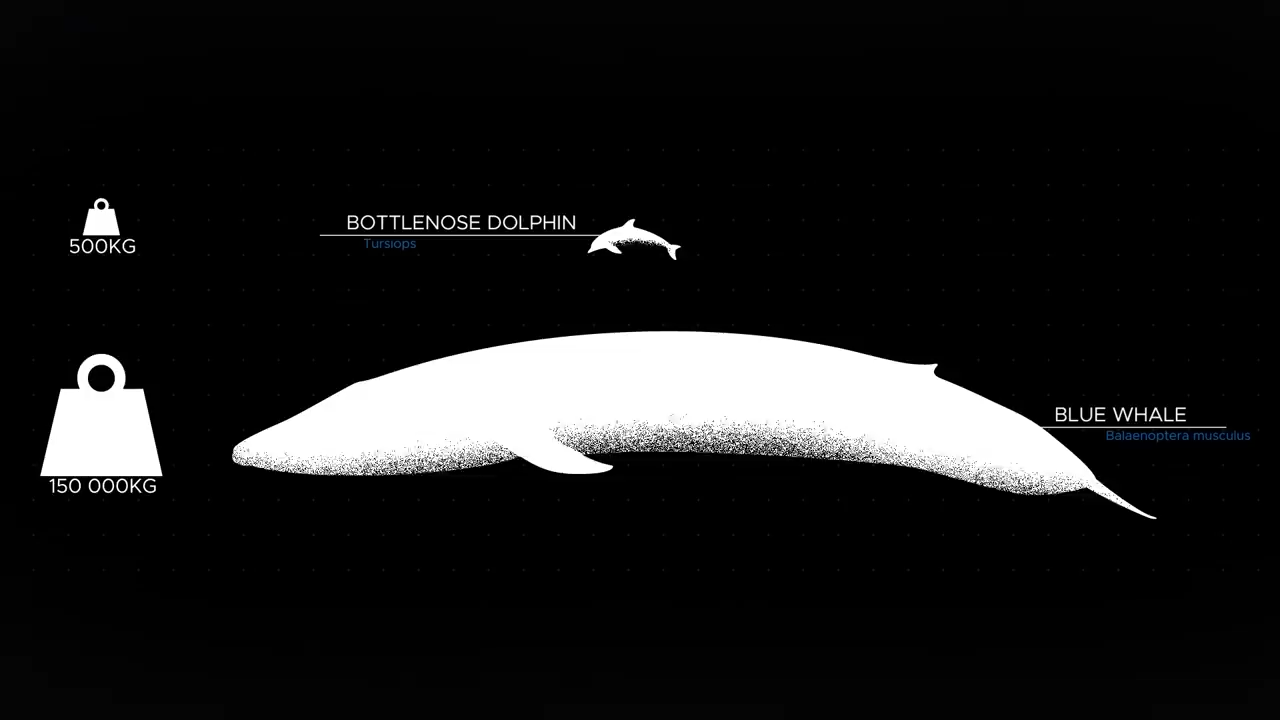 BOTTLENOSE DOLPHIN
Tursiops
500KG
BLUE WHALE
Balaenoptera musculus
150 000KG